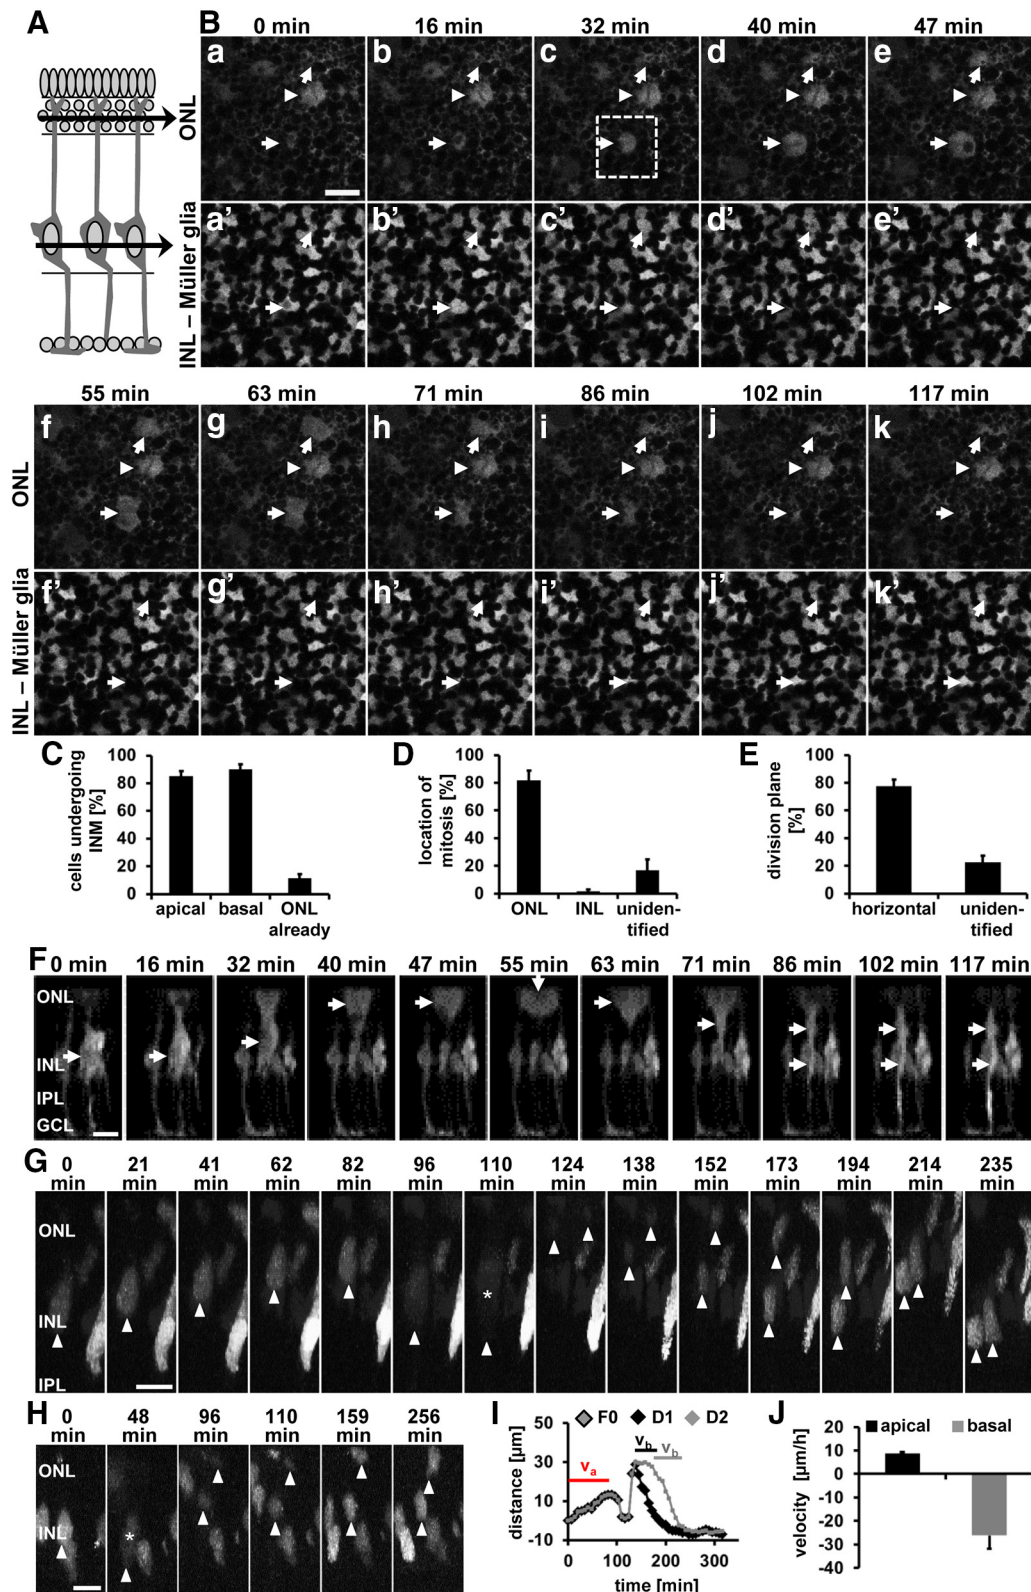 A
ONL
INL – Müller glia
B
0 min 16 min 32 min 40 min 47 min
a b c d e
a' b' c' d' e'
55 min 63 min 71 min 86 min 102 min 117 min
ONL
f g h i j k
INL – Müller glia
f' g' h' i' j' k'
C
cells undergoing INM [%]
100
80
60
40
20
0
apical basal ONL already
D
location of mitosis [%]
100
80
60
40
20
0
ONL INL uniden-tified
E
division plane [%]
100
80
60
40
20
0
horizontal uniden-tified
F
0 min 16 min 32 min 40 min 47 min 55 min 63 min 71 min 86 min 102 min 117 min
ONL
INL
IPL
GCL
G
0 21 41 62 82 96 110 124 138 152 173 194 214 235
min min min min min min min min min min min min min min
ONL
INL
*
IPL
H
0 48 96 110 159 256
min min min min min min
ONL
INL
*
I
F0 D1 D2
distance [µm]
50
30
10
-10
va
vb
vb
0 100 200 300
time [min]
J
apical basal
velocity [µm/h]
20
10
0
-10
-20
-30
-40